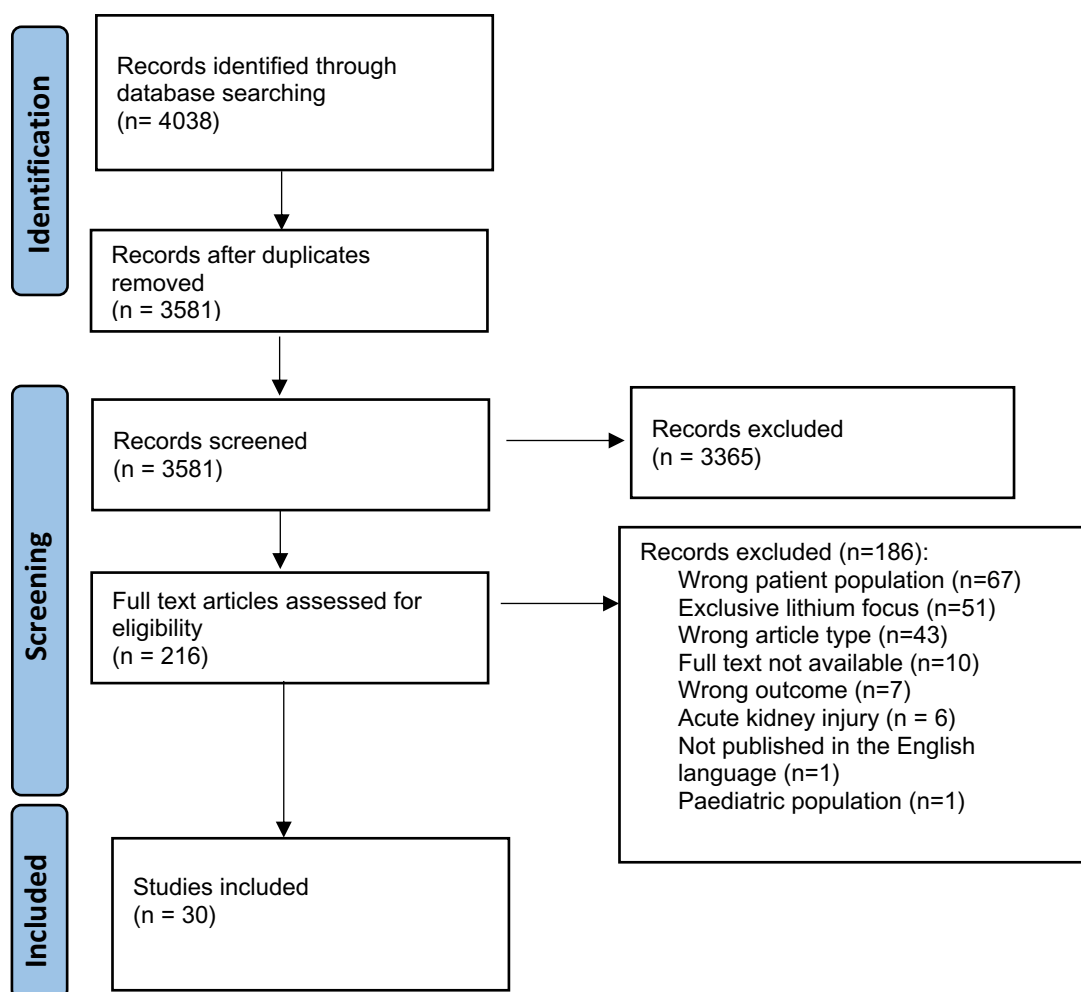 Identification
Records identified through
database searching
(n= 4038)
Records after duplicates
removed
(n = 3581)
Screening
Records screened
(n = 3581)
Records excluded
(n = 3365)
Full text articles assessed for
eligibility
(n = 216)
Records excluded (n=186):
Wrong patient population (n=67)
Exclusive lithium focus (n=51)
Wrong article type (n=43)
Full text not available (n=10)
Wrong outcome (n=7)
Acute kidney injury (n = 6)
Not published in the English
language (n=1)
Paediatric population (n=1)
Included
Studies included
(n = 30)